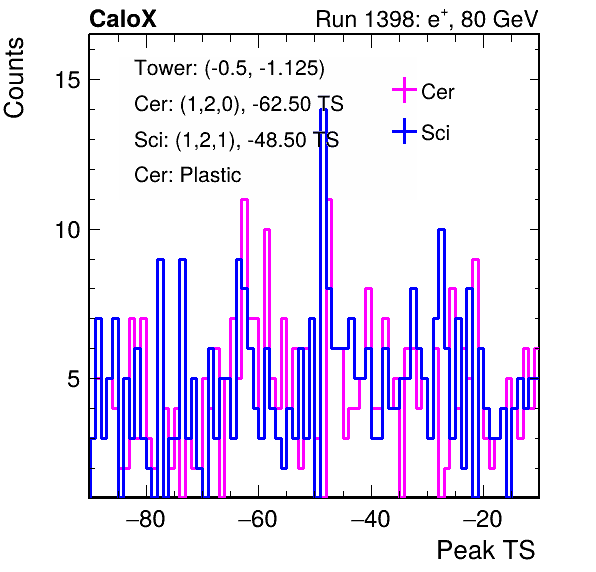 CaloX Run 1398: e⁺, 80 GeV
Counts
Tower: (-0.5, -1.125)
Cer: (1,2,0), -62.50 TS
Sci: (1,2,1), -48.50 TS
Cer: Plastic
Cer
Sci
15
10
5
−80 −60 −40 −20
Peak TS